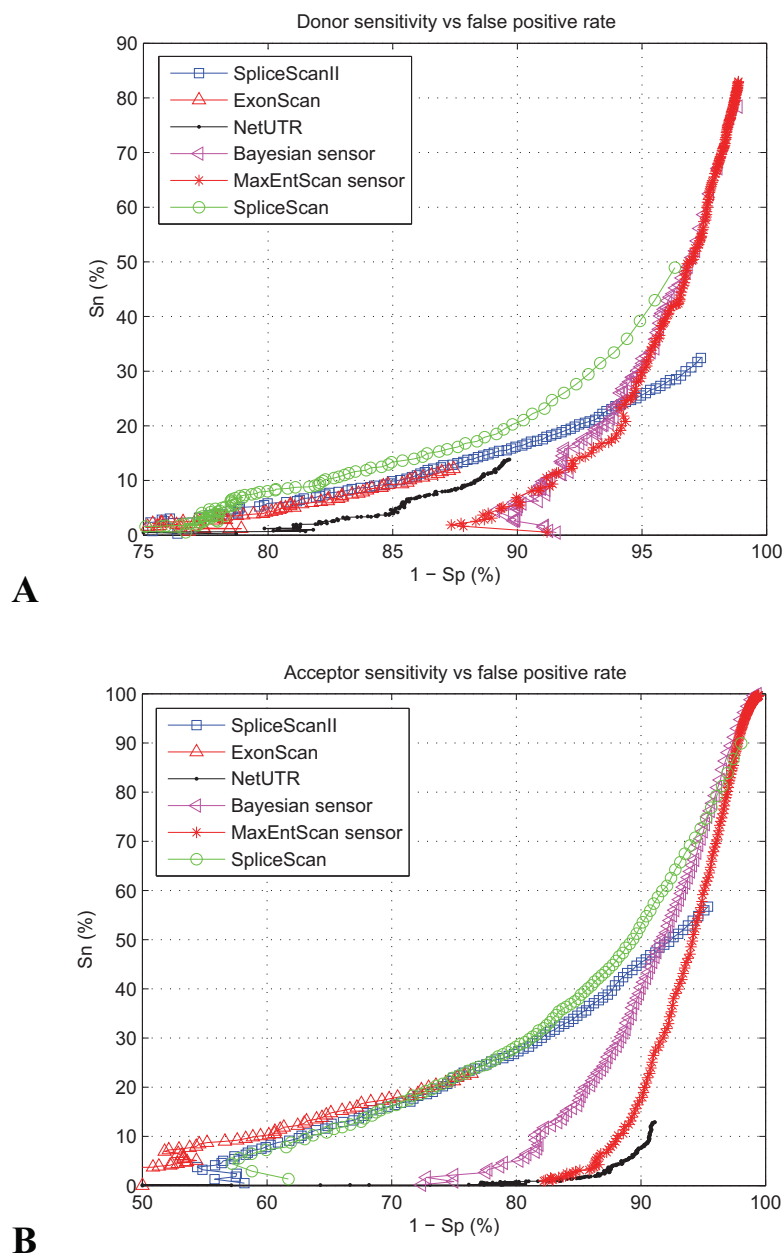 Donor sensitivity vs false positive rate
90
80
70
60
50
40
30
20
10
0
Sn (%)
SpliceScanII
ExonScan
NetUTR
Bayesian sensor
MaxEntScan sensor
SpliceScan
75 80 85 90 95 100
1 − Sp (%)
A
Acceptor sensitivity vs false positive rate
100
90
80
70
60
50
40
30
20
10
0
Sn (%)
SpliceScanII
ExonScan
NetUTR
Bayesian sensor
MaxEntScan sensor
SpliceScan
50 60 70 80 90 100
1 − Sp (%)
B